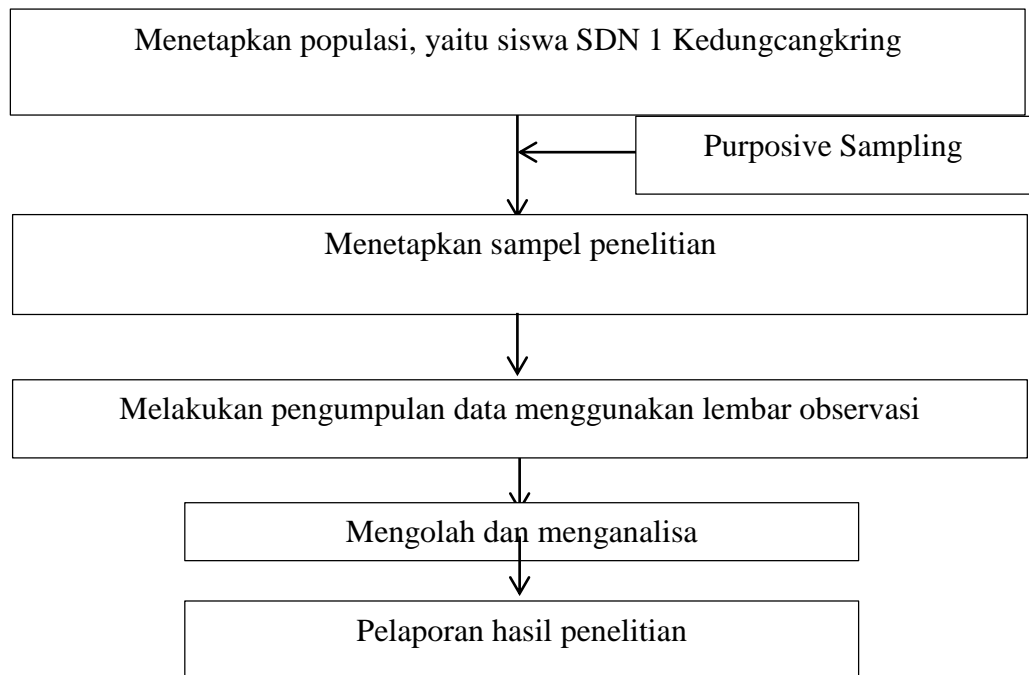 Menetapkan populasi, yaitu siswa SDN 1 Kedungcangkring
Purposive Sampling
Menetapkan sampel penelitian
Melakukan pengumpulan data menggunakan lembar observasi
Mengolah dan menganalisa
Pelaporan hasil penelitian